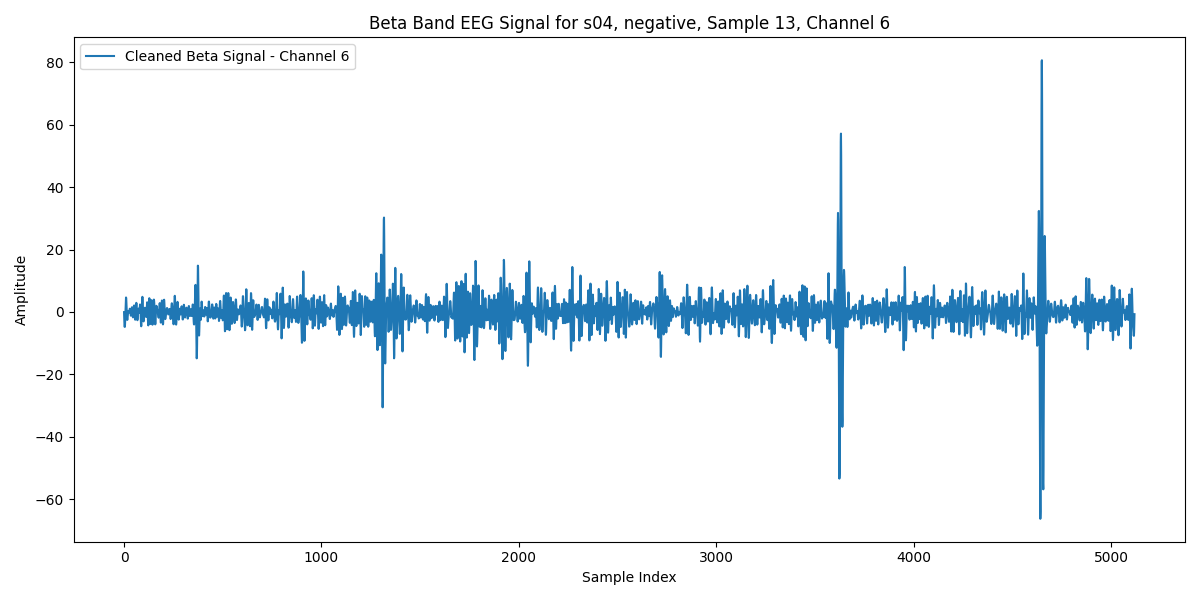 Beta Band EEG Signal for s04, negative, Sample 13, Channel 6
Cleaned Beta Signal - Channel 6
80
60
40
20
0
−20
−40
−60
Amplitude
0 1000 2000 3000 4000 5000
Sample Index